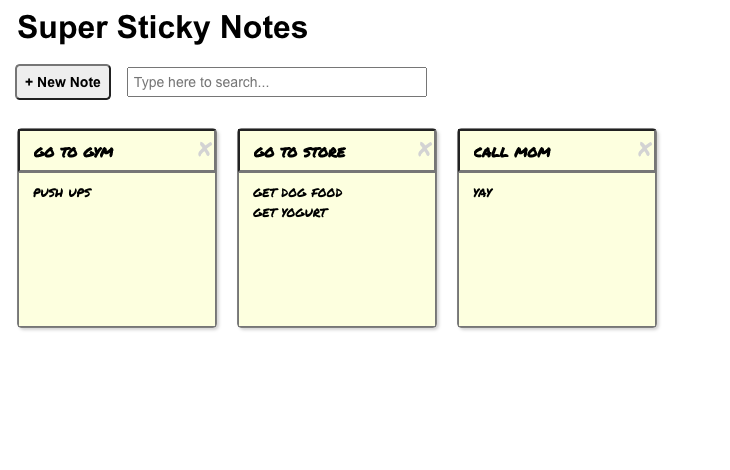 Super Sticky Notes
+ New Note
Type here to search...
GO TO GYM
PUSH UPS
GO TO STORE
GET DOG FOOD
GET YOGURT
CALL MOM
YAY